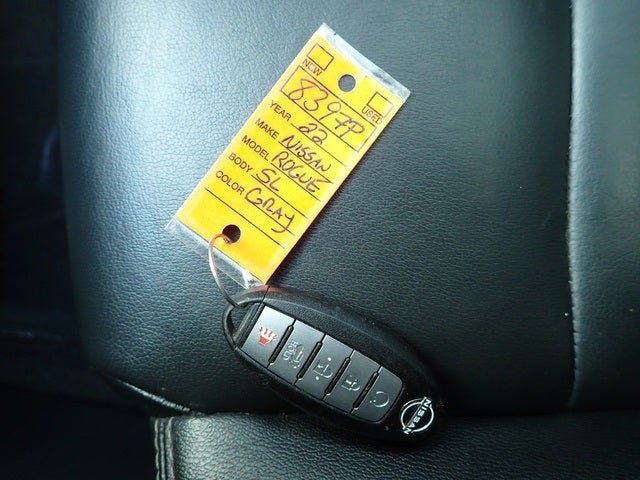 NEW
USED
8397P
YEAR 22
MAKE NISSAN
MODEL ROGUE
BODY SL
COLOR GRAY
NISSAN